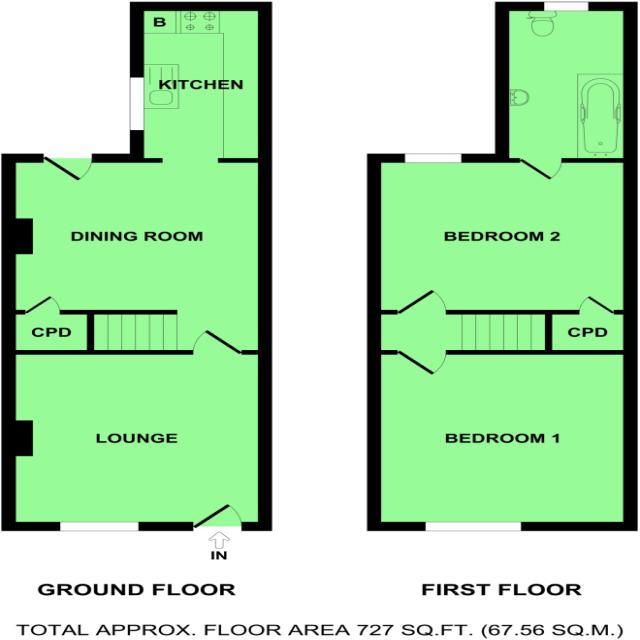 B
KITCHEN
DINING ROOM
CPD
LOUNGE
IN
GROUND FLOOR
BEDROOM 2
CPD
BEDROOM 1
FIRST FLOOR
TOTAL APPROX. FLOOR AREA 727 SQ.FT. (67.56 SQ.M.)